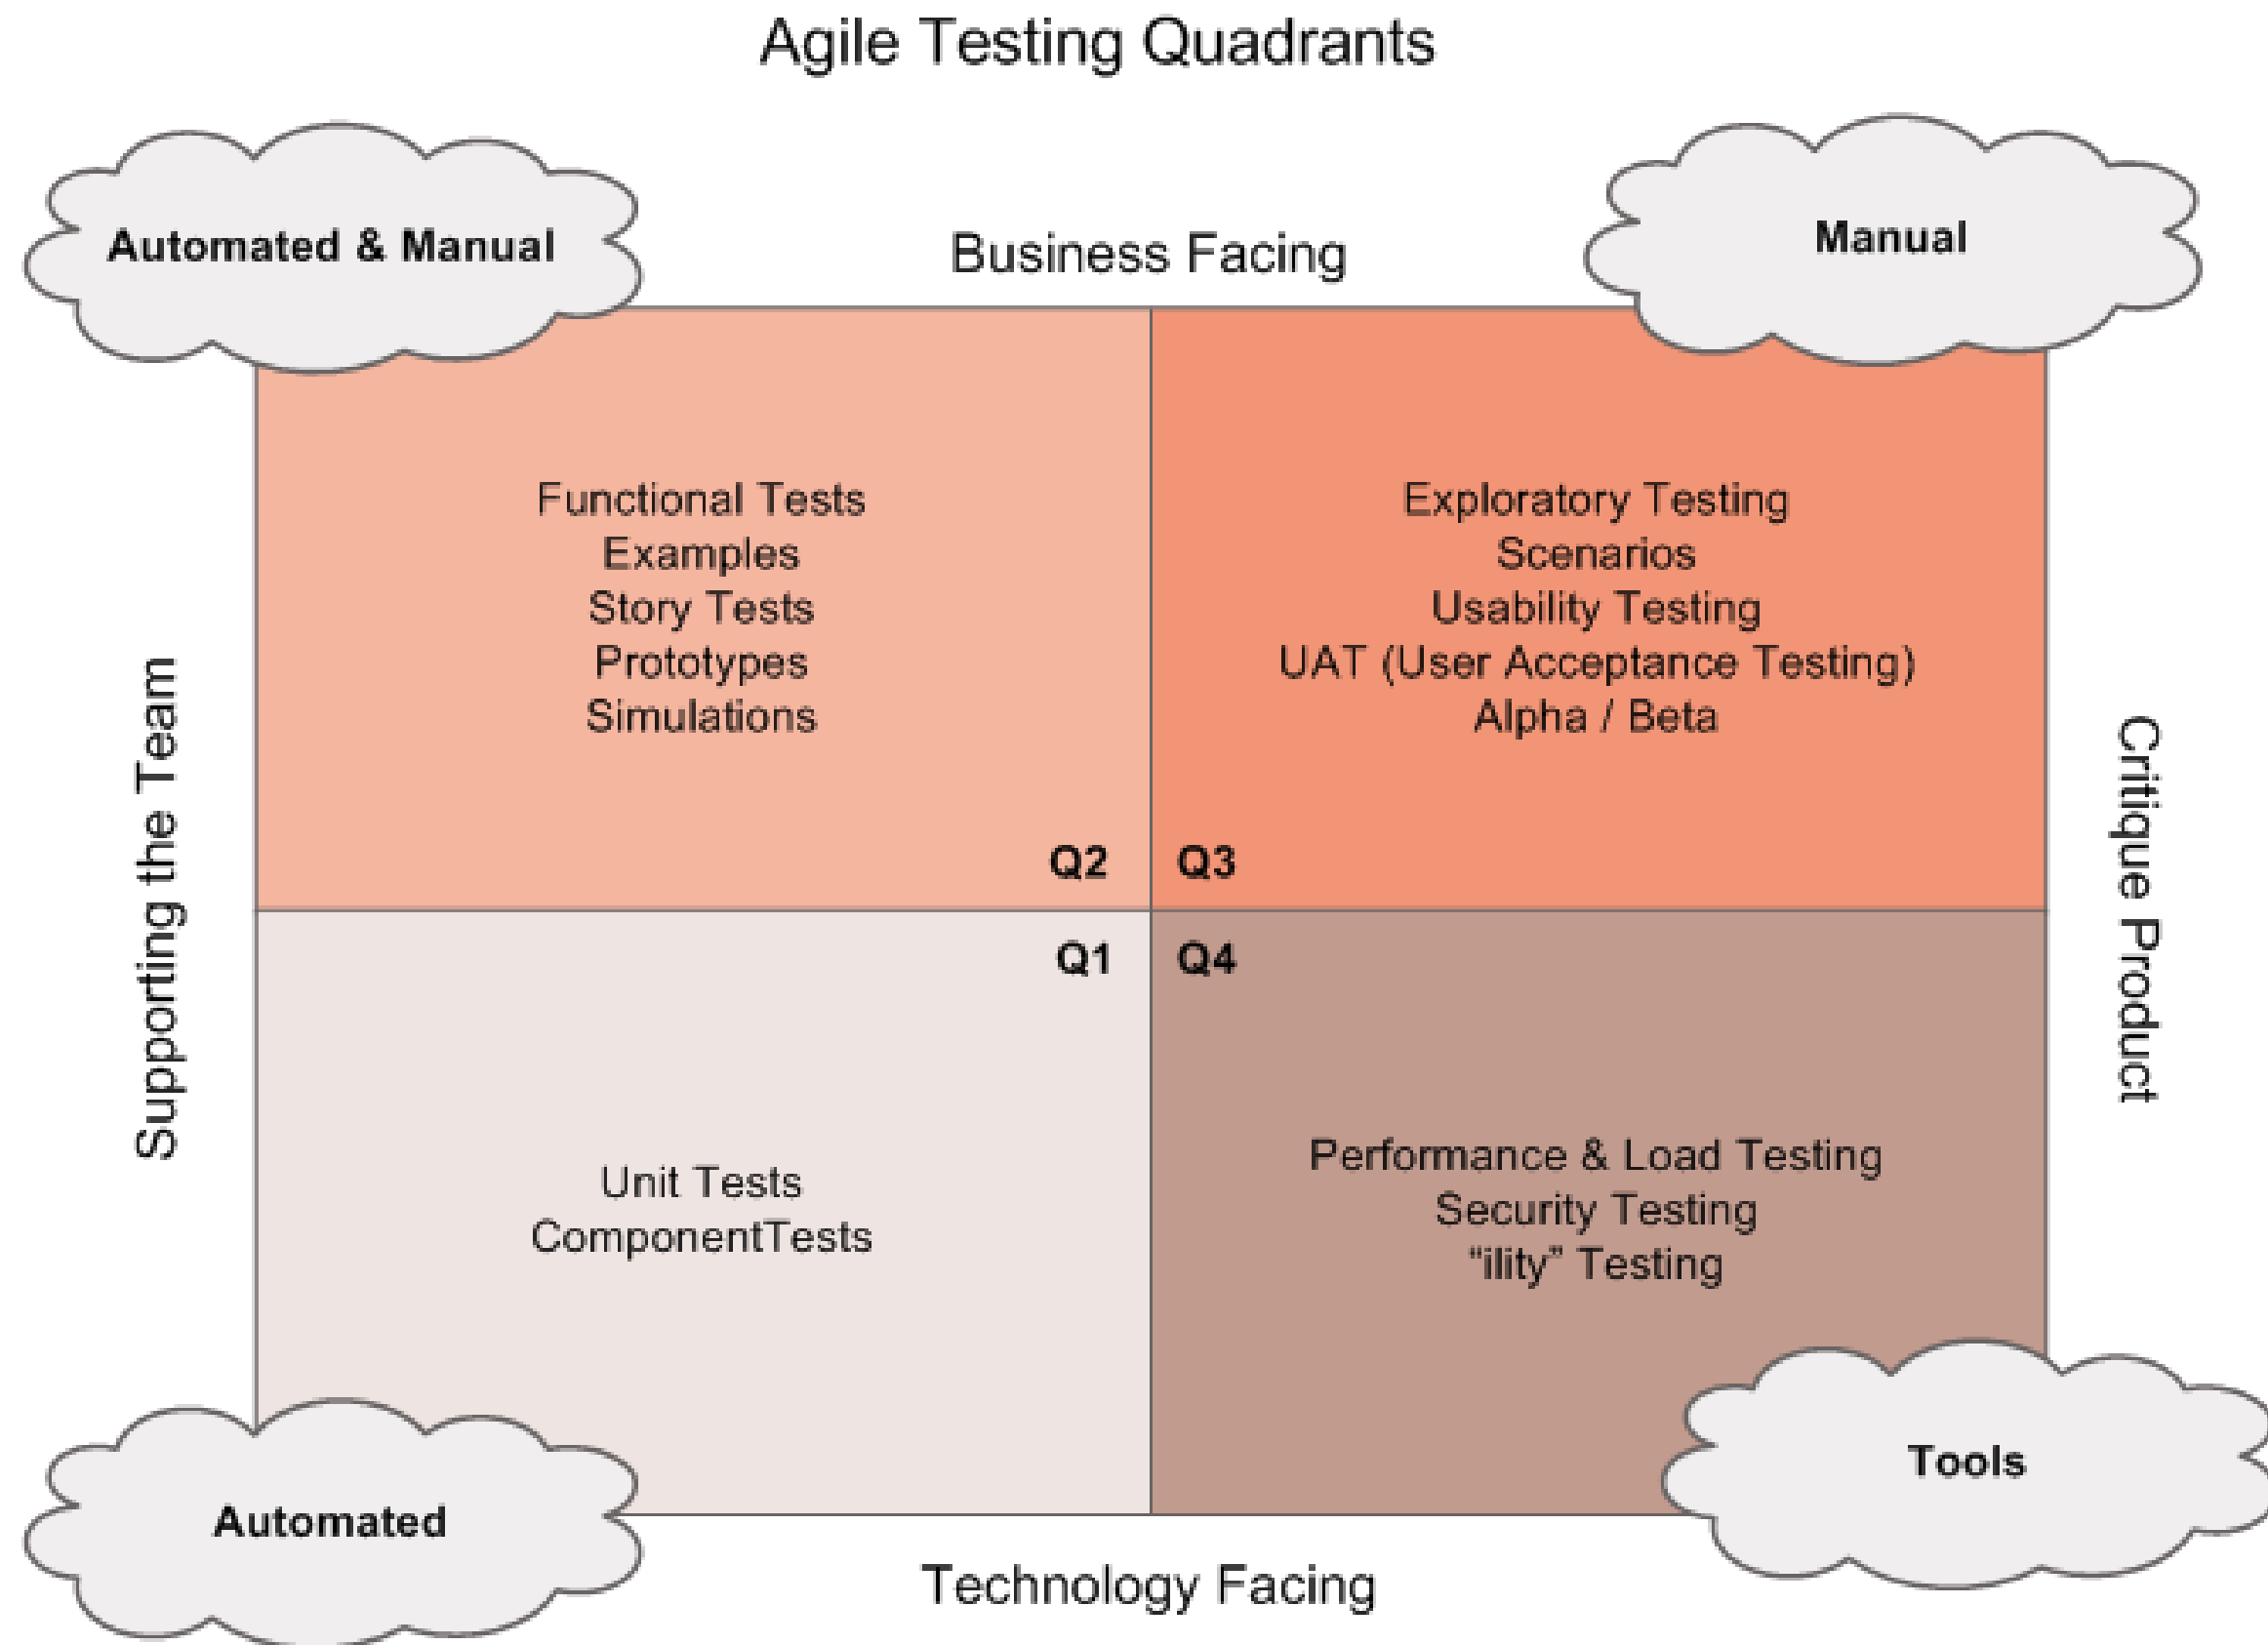 Agile Testing Quadrants
Automated & Manual
Business Facing
Manual
Functional Tests
Examples
Story Tests
Prototypes
Simulations
Q2
Exploratory Testing
Scenarios
Usability Testing
UAT (User Acceptance Testing)
Alpha / Beta
Q3
Supporting the Team
Critique Product
Q1
Unit Tests
ComponentTests
Q4
Performance & Load Testing
Security Testing
“ility” Testing
Automated
Technology Facing
Tools